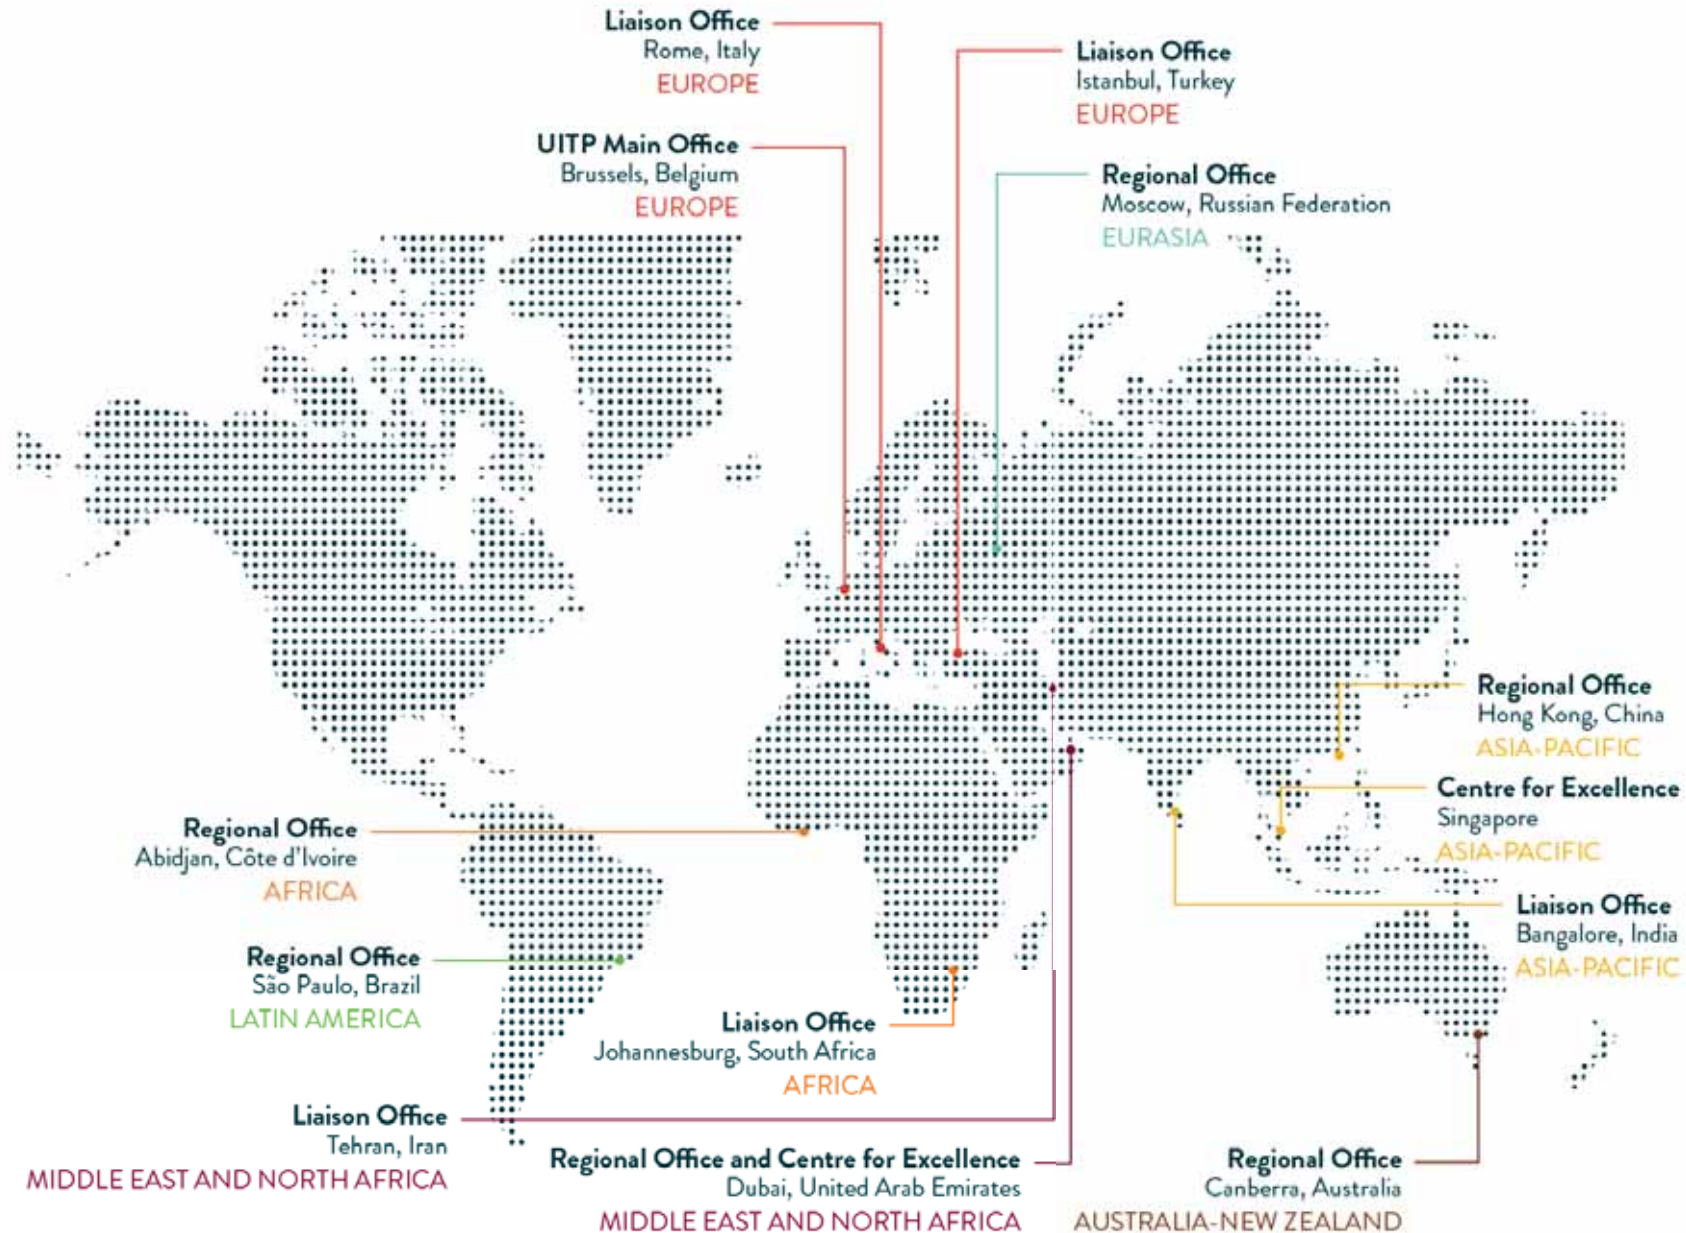 Liaison Office
Rome, Italy
EUROPE
Liaison Office
Istanbul, Turkey
EUROPE
UITP Main Office
Brussels, Belgium
EUROPE
Regional Office
Moscow, Russian Federation
EURASIA
Regional Office
Hong Kong, China
ASIA-PACIFIC
Centre for Excellence
Singapore
ASIA-PACIFIC
Regional Office
Abidjan, Côte d'Ivoire
AFRICA
Liaison Office
Bangalore, India
ASIA-PACIFIC
Regional Office
São Paulo, Brazil
LATIN AMERICA
Liaison Office
Johannesburg, South Africa
AFRICA
Liaison Office
Tehran, Iran
MIDDLE EAST AND NORTH AFRICA
Regional Office and Centre for Excellence
Dubai, United Arab Emirates
MIDDLE EAST AND NORTH AFRICA
Regional Office
Canberra, Australia
AUSTRALIA-NEW ZEALAND